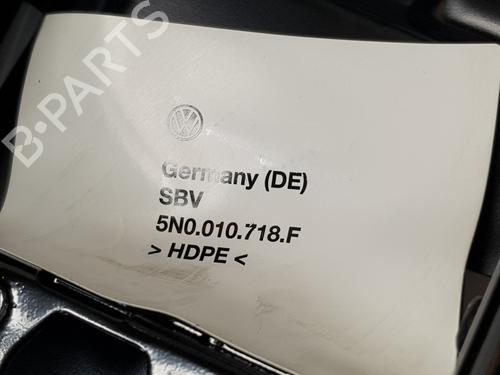 B-PARTS
Germany (DE)
SBV
5N0.010.718.F
> HDPE <